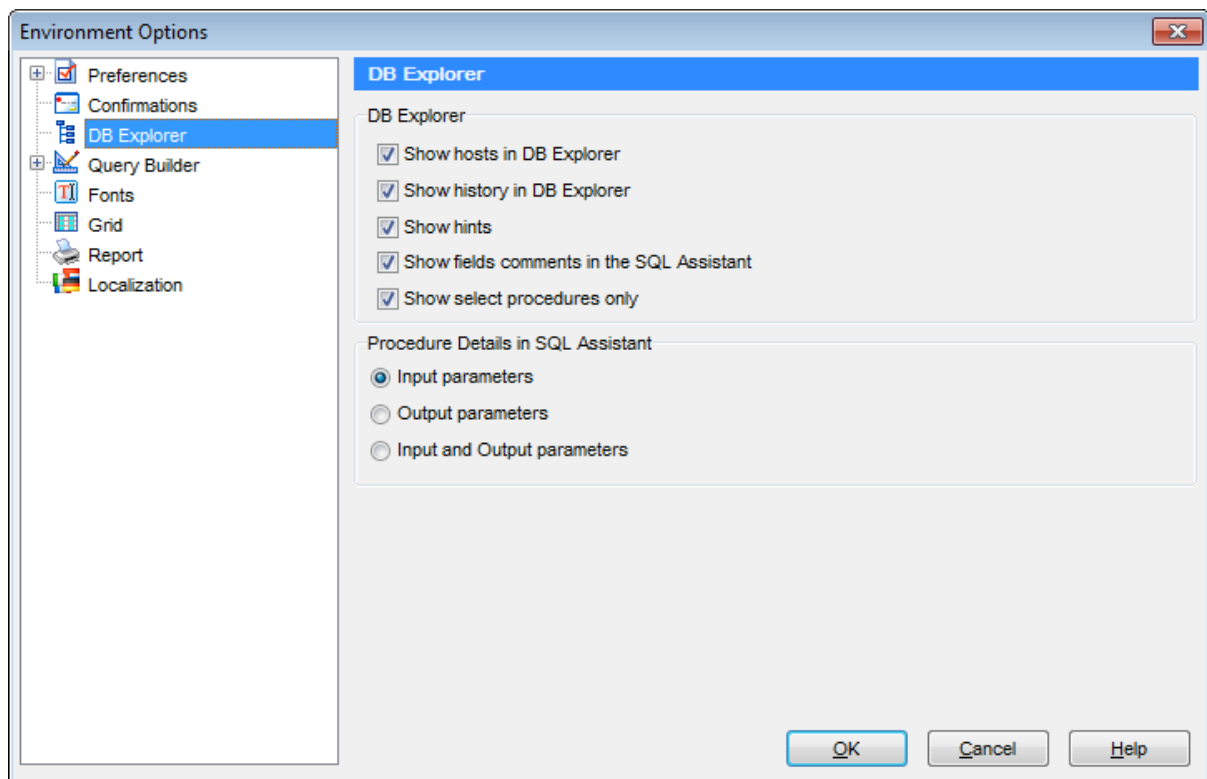 Environment Options
Preferences
Confirmations
DB Explorer
Query Builder
Fonts
Grid
Report
Localization
DB Explorer
DB Explorer
Show hosts in DB Explorer
Show history in DB Explorer
Show hints
Show fields comments in the SQL Assistant
Show select procedures only
Procedure Details in SQL Assistant
Input parameters
Output parameters
Input and Output parameters
OK
Cancel
Help